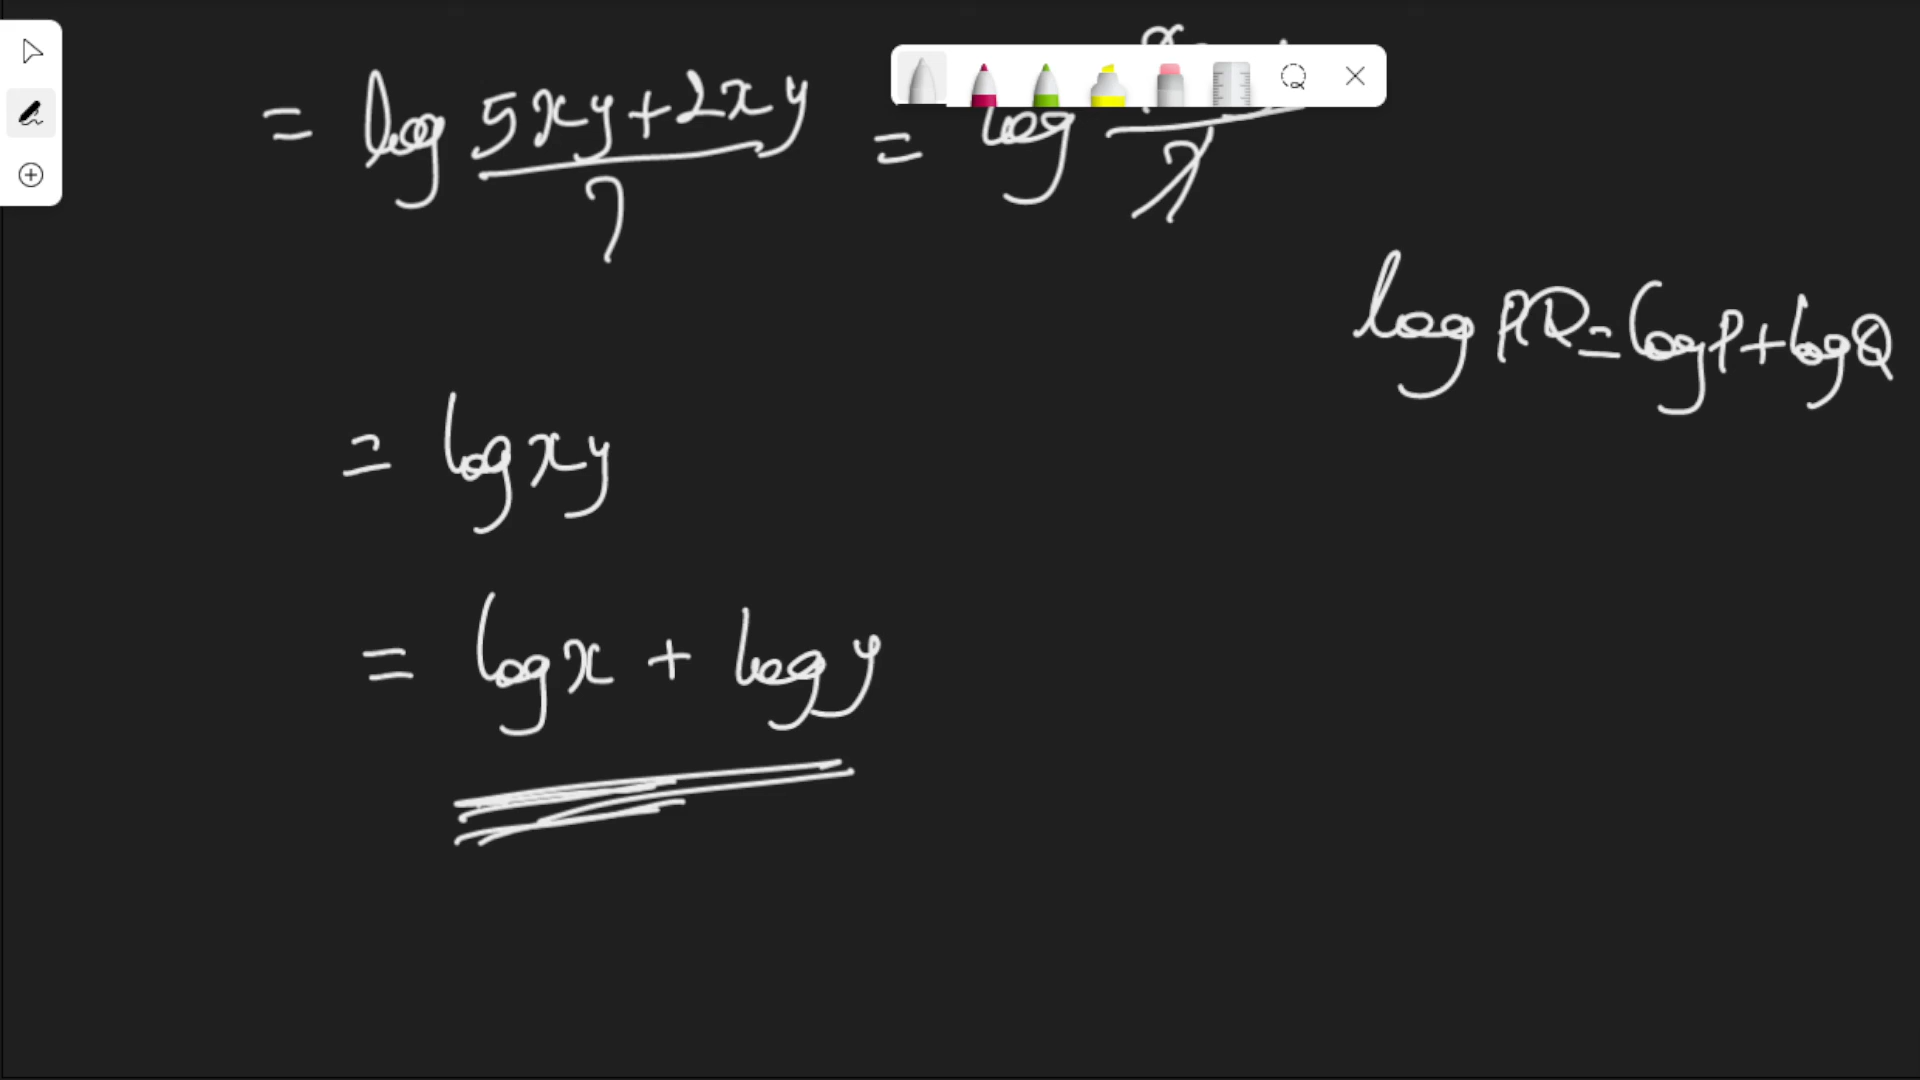 = log (5xy+2xy)/7 = log
log PQ = log P + log Q
= log xy
= log x + log y